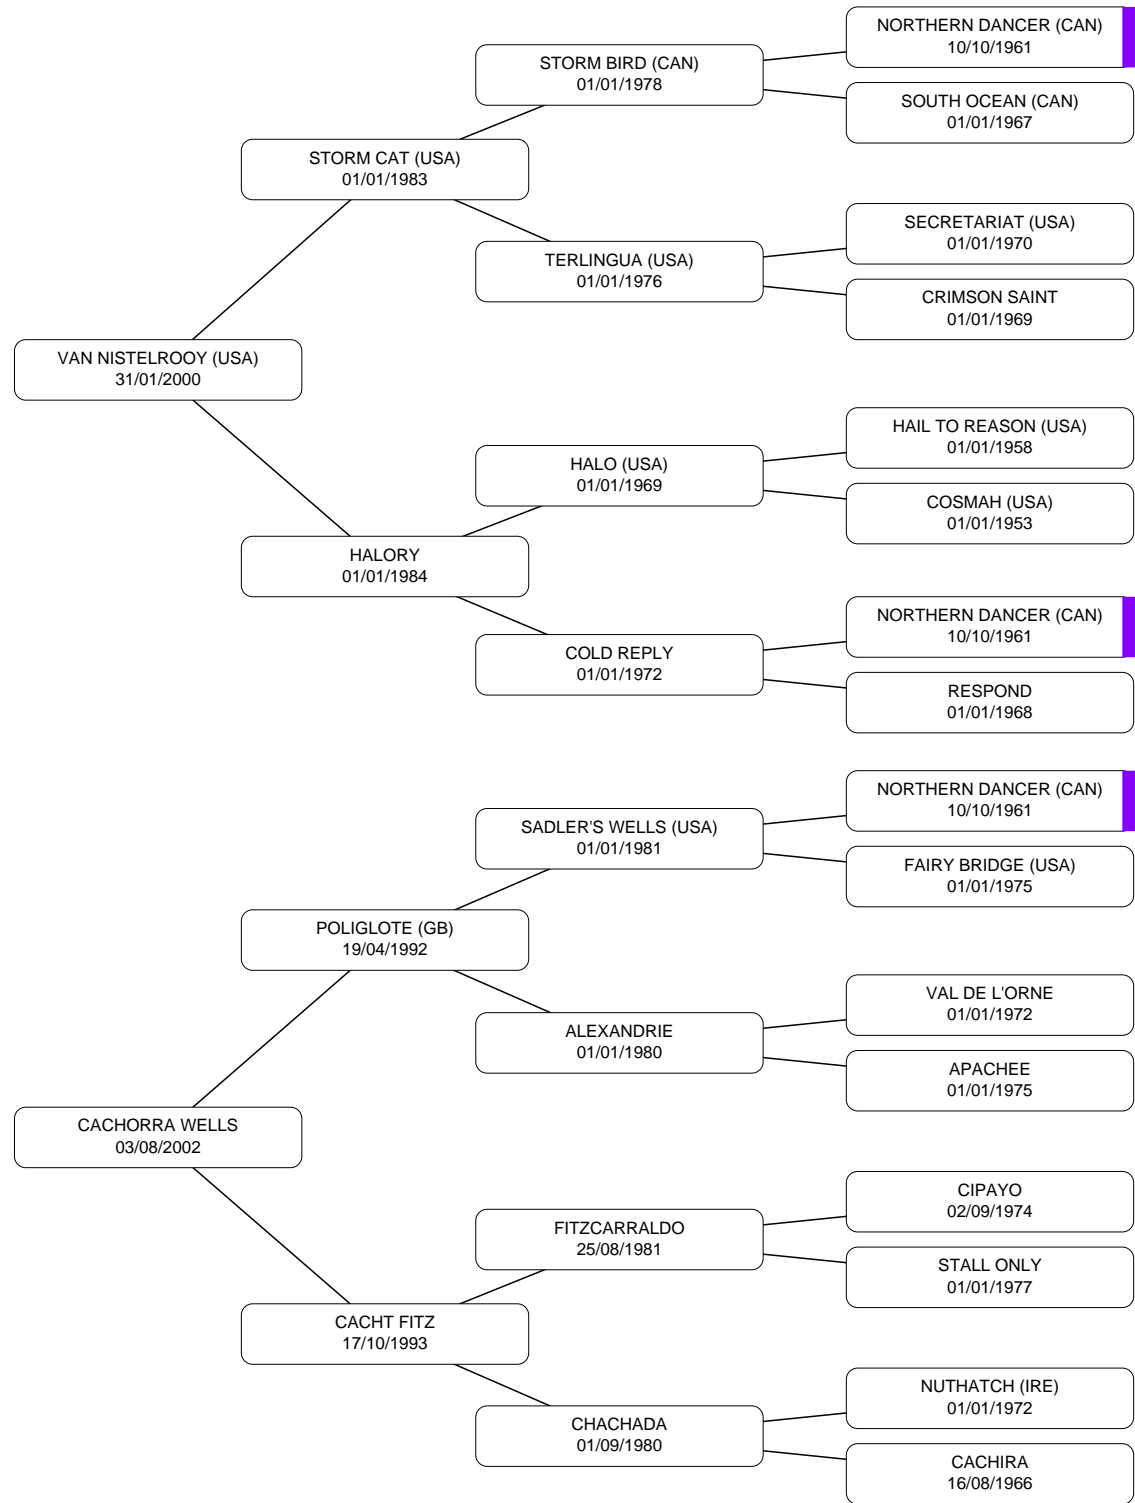 NORTHERN DANCER (CAN)
10/10/1961
STORM BIRD (CAN)
01/01/1978
SOUTH OCEAN (CAN)
01/01/1967
STORM CAT (USA)
01/01/1983
SECRETARIAT (USA)
01/01/1970
TERLINGUA (USA)
01/01/1976
CRIMSON SAINT
01/01/1969
VAN NISTELROOY (USA)
31/01/2000
HAIL TO REASON (USA)
01/01/1958
HALO (USA)
01/01/1969
COSMAH (USA)
01/01/1953
HALORY
01/01/1984
NORTHERN DANCER (CAN)
10/10/1961
COLD REPLY
01/01/1972
RESPOND
01/01/1968
NORTHERN DANCER (CAN)
10/10/1961
SADLER'S WELLS (USA)
01/01/1981
FAIRY BRIDGE (USA)
01/01/1975
POLIGLOTE (GB)
19/04/1992
VAL DE L'ORNE
01/01/1972
ALEXANDRIE
01/01/1980
APACHEE
01/01/1975
CACHORRA WELLS
03/08/2002
CIPAYO
02/09/1974
FITZCARRALDO
25/08/1981
STALL ONLY
01/01/1977
CACHT FITZ
17/10/1993
NUTHATCH (IRE)
01/01/1972
CHACHADA
01/09/1980
CACHIRA
16/08/1966